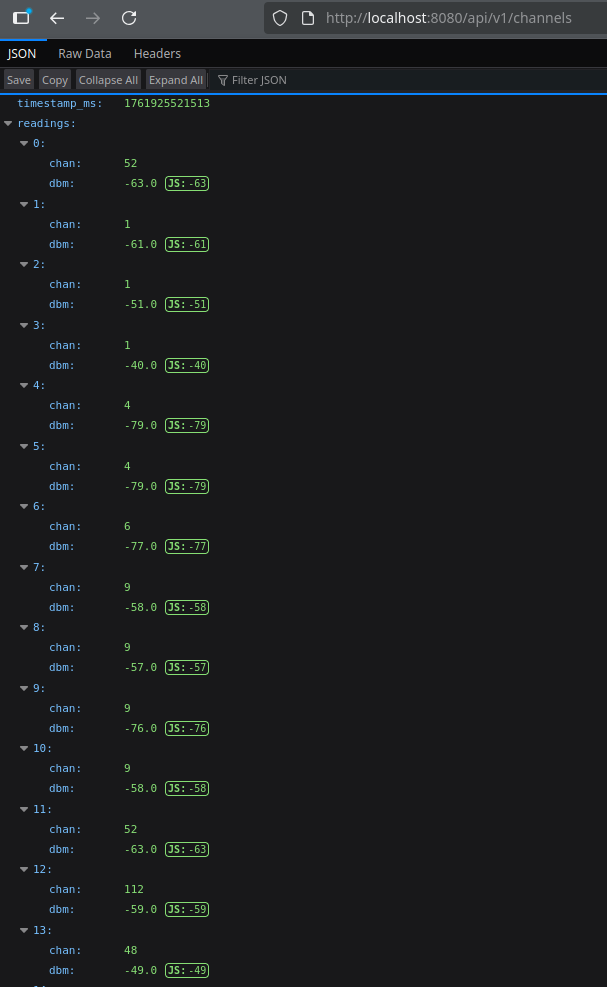 http://localhost:8080/api/v1/channels
JSON Raw Data Headers
Save Copy Collapse All Expand All Filter JSON
timestamp_ms: 1761925521513
readings:
0:
chan: 52
dbm: -63.0 JS:-63
1:
chan: 1
dbm: -61.0 JS:-61
2:
chan: 1
dbm: -51.0 JS:-51
3:
chan: 1
dbm: -40.0 JS:-40
4:
chan: 4
dbm: -79.0 JS:-79
5:
chan: 4
dbm: -79.0 JS:-79
6:
chan: 6
dbm: -77.0 JS:-77
7:
chan: 9
dbm: -58.0 JS:-58
8:
chan: 9
dbm: -57.0 JS:-57
9:
chan: 9
dbm: -76.0 JS:-76
10:
chan: 9
dbm: -58.0 JS:-58
11:
chan: 52
dbm: -63.0 JS:-63
12:
chan: 112
dbm: -59.0 JS:-59
13:
chan: 48
dbm: -49.0 JS:-49